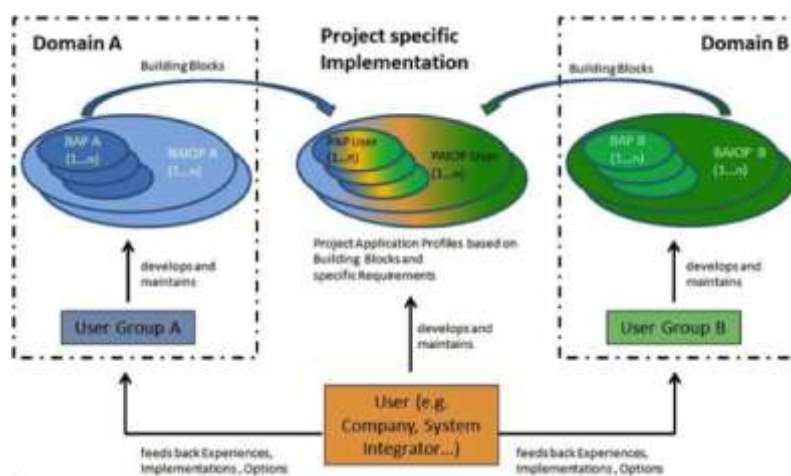 Domain A
Project specific
Implementation
Domain B
Building Blocks
Building Blocks
BAP A
(1...n)
BAIOP A
(1...n)
PAP User
(1...n)
PAIOP User
(1...n)
BAP B
(1...n)
BAIOP B
(1...n)
Project Application Profiles based on
Building Blocks and
specific Requirements
develops and
maintains
develops and
maintains
User Group A
User Group B
develops and
maintains
User (e.g.
Company, System
Integrator...)
feeds back Experiences,
Implementations , Options
feeds back Experiences,
Implementations , Options